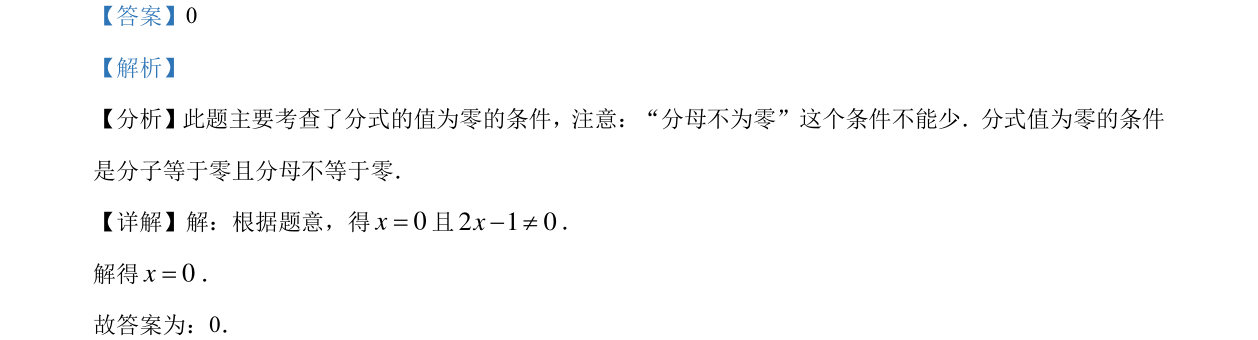 【答案】0
【解析】
【分析】此题主要考查了分式的值为零的条件，注意：“分母不为零”这个条件不能少．分式值为零的条件
是分子等于零且分母不等于零．
【详解】解：根据题意，得 x = 0 且 2x − 1 ≠ 0．
解得 x = 0．
故答案为：0．